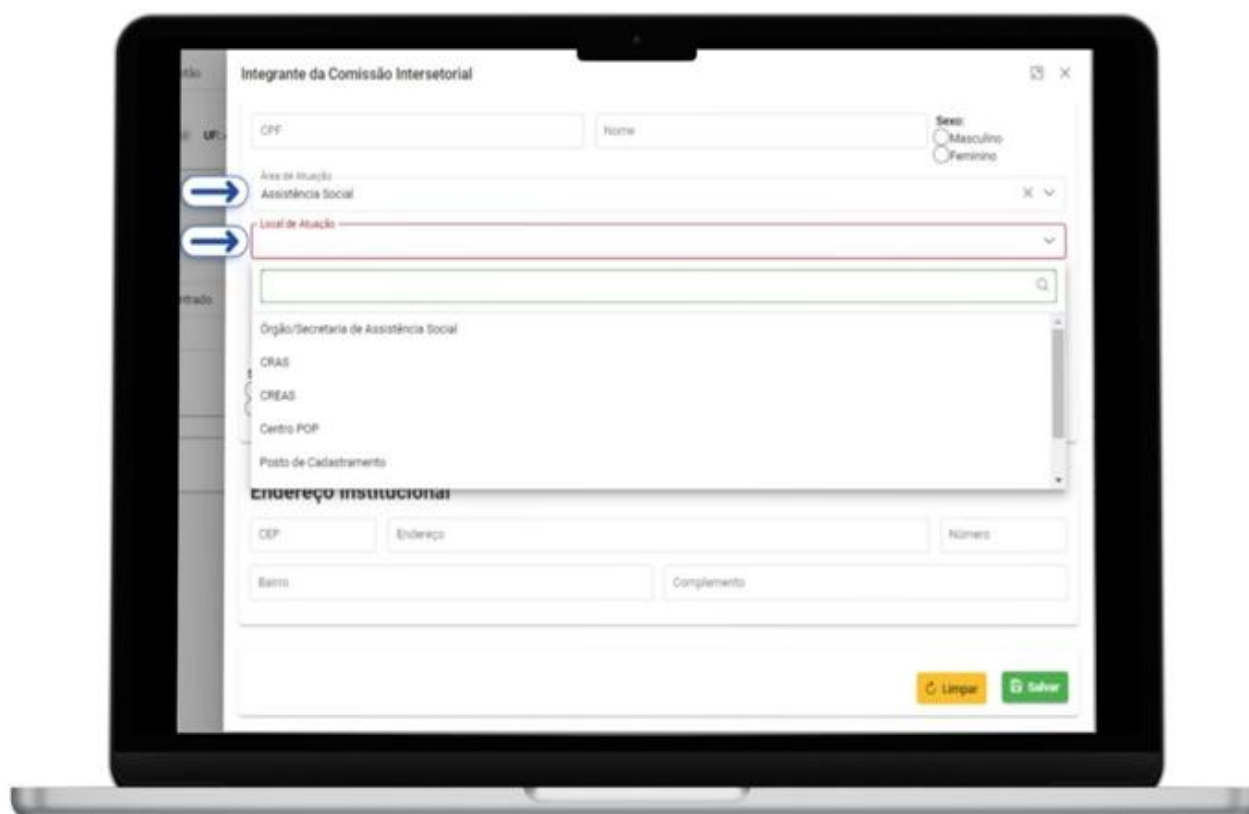 Integrante da Comissão Intersetorial
UF:
CPF
Nome
Sexo:
Masculino
Feminino
Área de Atuação
Assistência Social
Local de Atuação
Órgão/Secretaria de Assistência Social
CRAS
CREAS
Centro POP
Posto de Cadastramento
Endereço Institucional
CEP
Endereço
Número
Bairro
Complemento
Limpar
Salvar